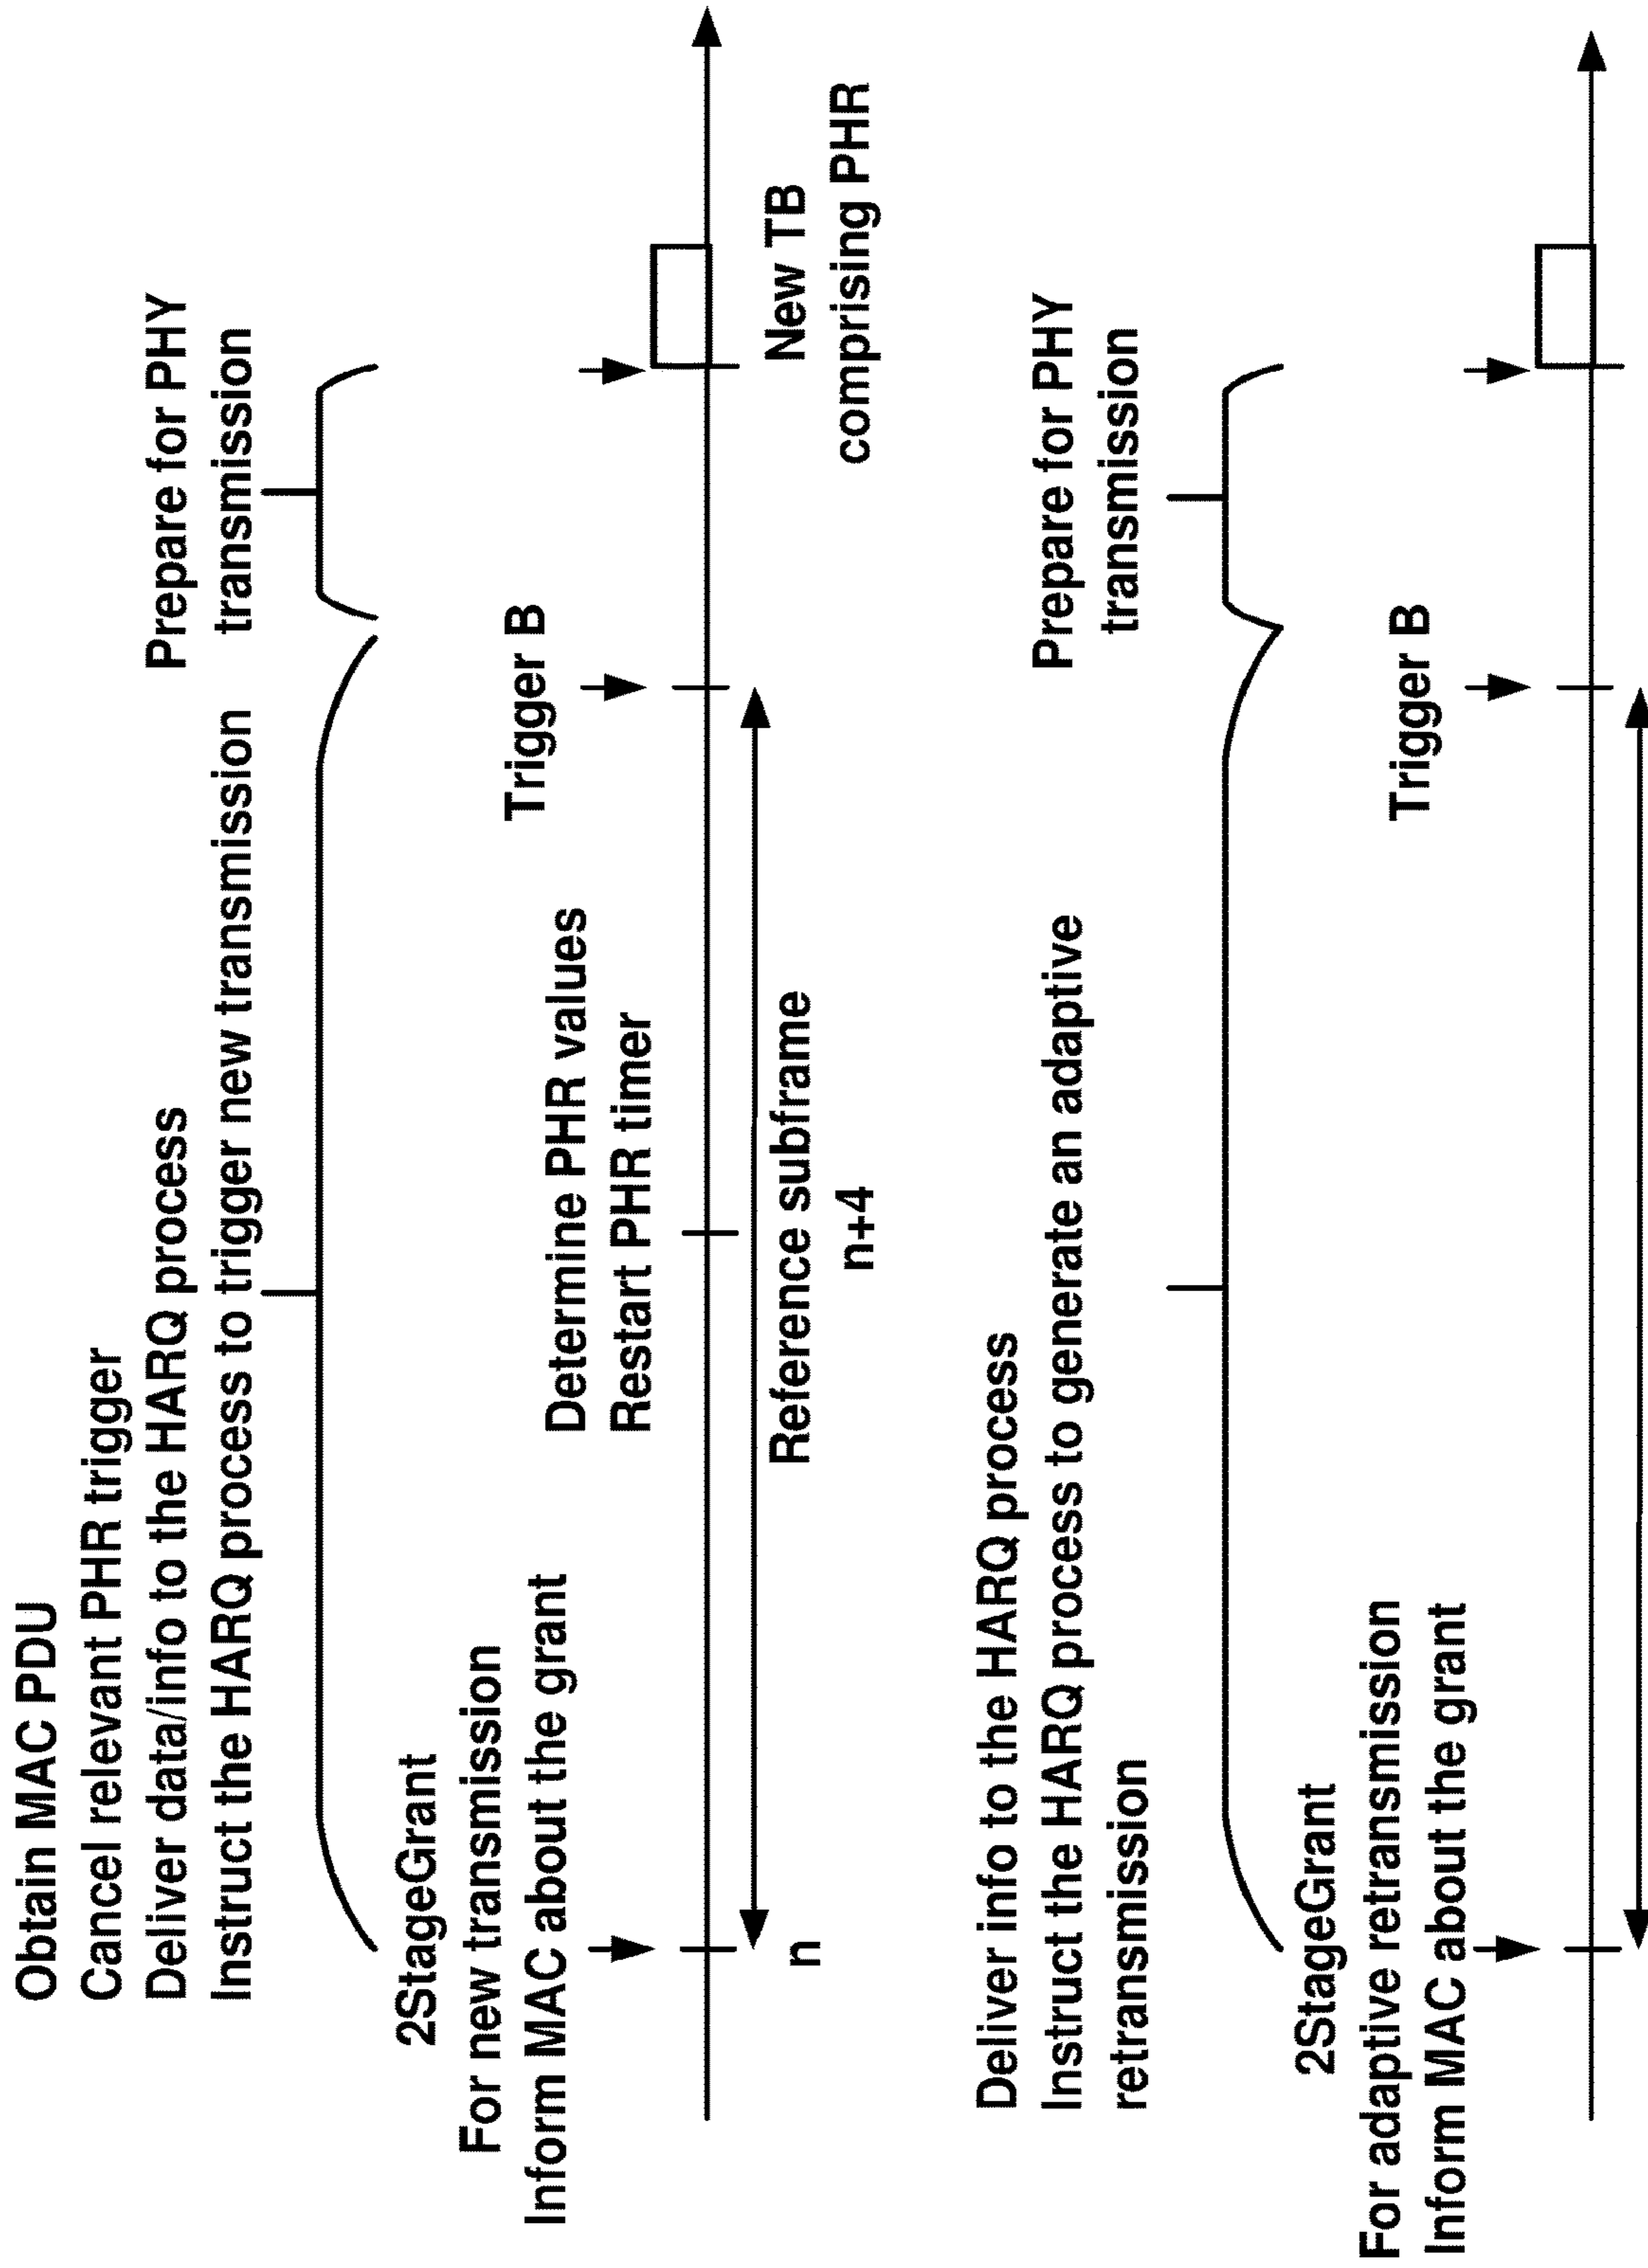 Obtain MAC PDU
Cancel relevant PHR trigger
Deliver data/info to the HARQ process
Instruct the HARQ process to trigger new transmission
Prepare for PHY
transmission
2StageGrant
For new transmission
Inform MAC about the grant
Determine PHR values
Restart PHR timer
Trigger B
n
Reference subframe
n+4
New TB
comprising PHR
Deliver info to the HARQ process
Instruct the HARQ process to generate an adaptive
retransmission
Prepare for PHY
transmission
2StageGrant
For adaptive retransmission
Inform MAC about the grant
Trigger B